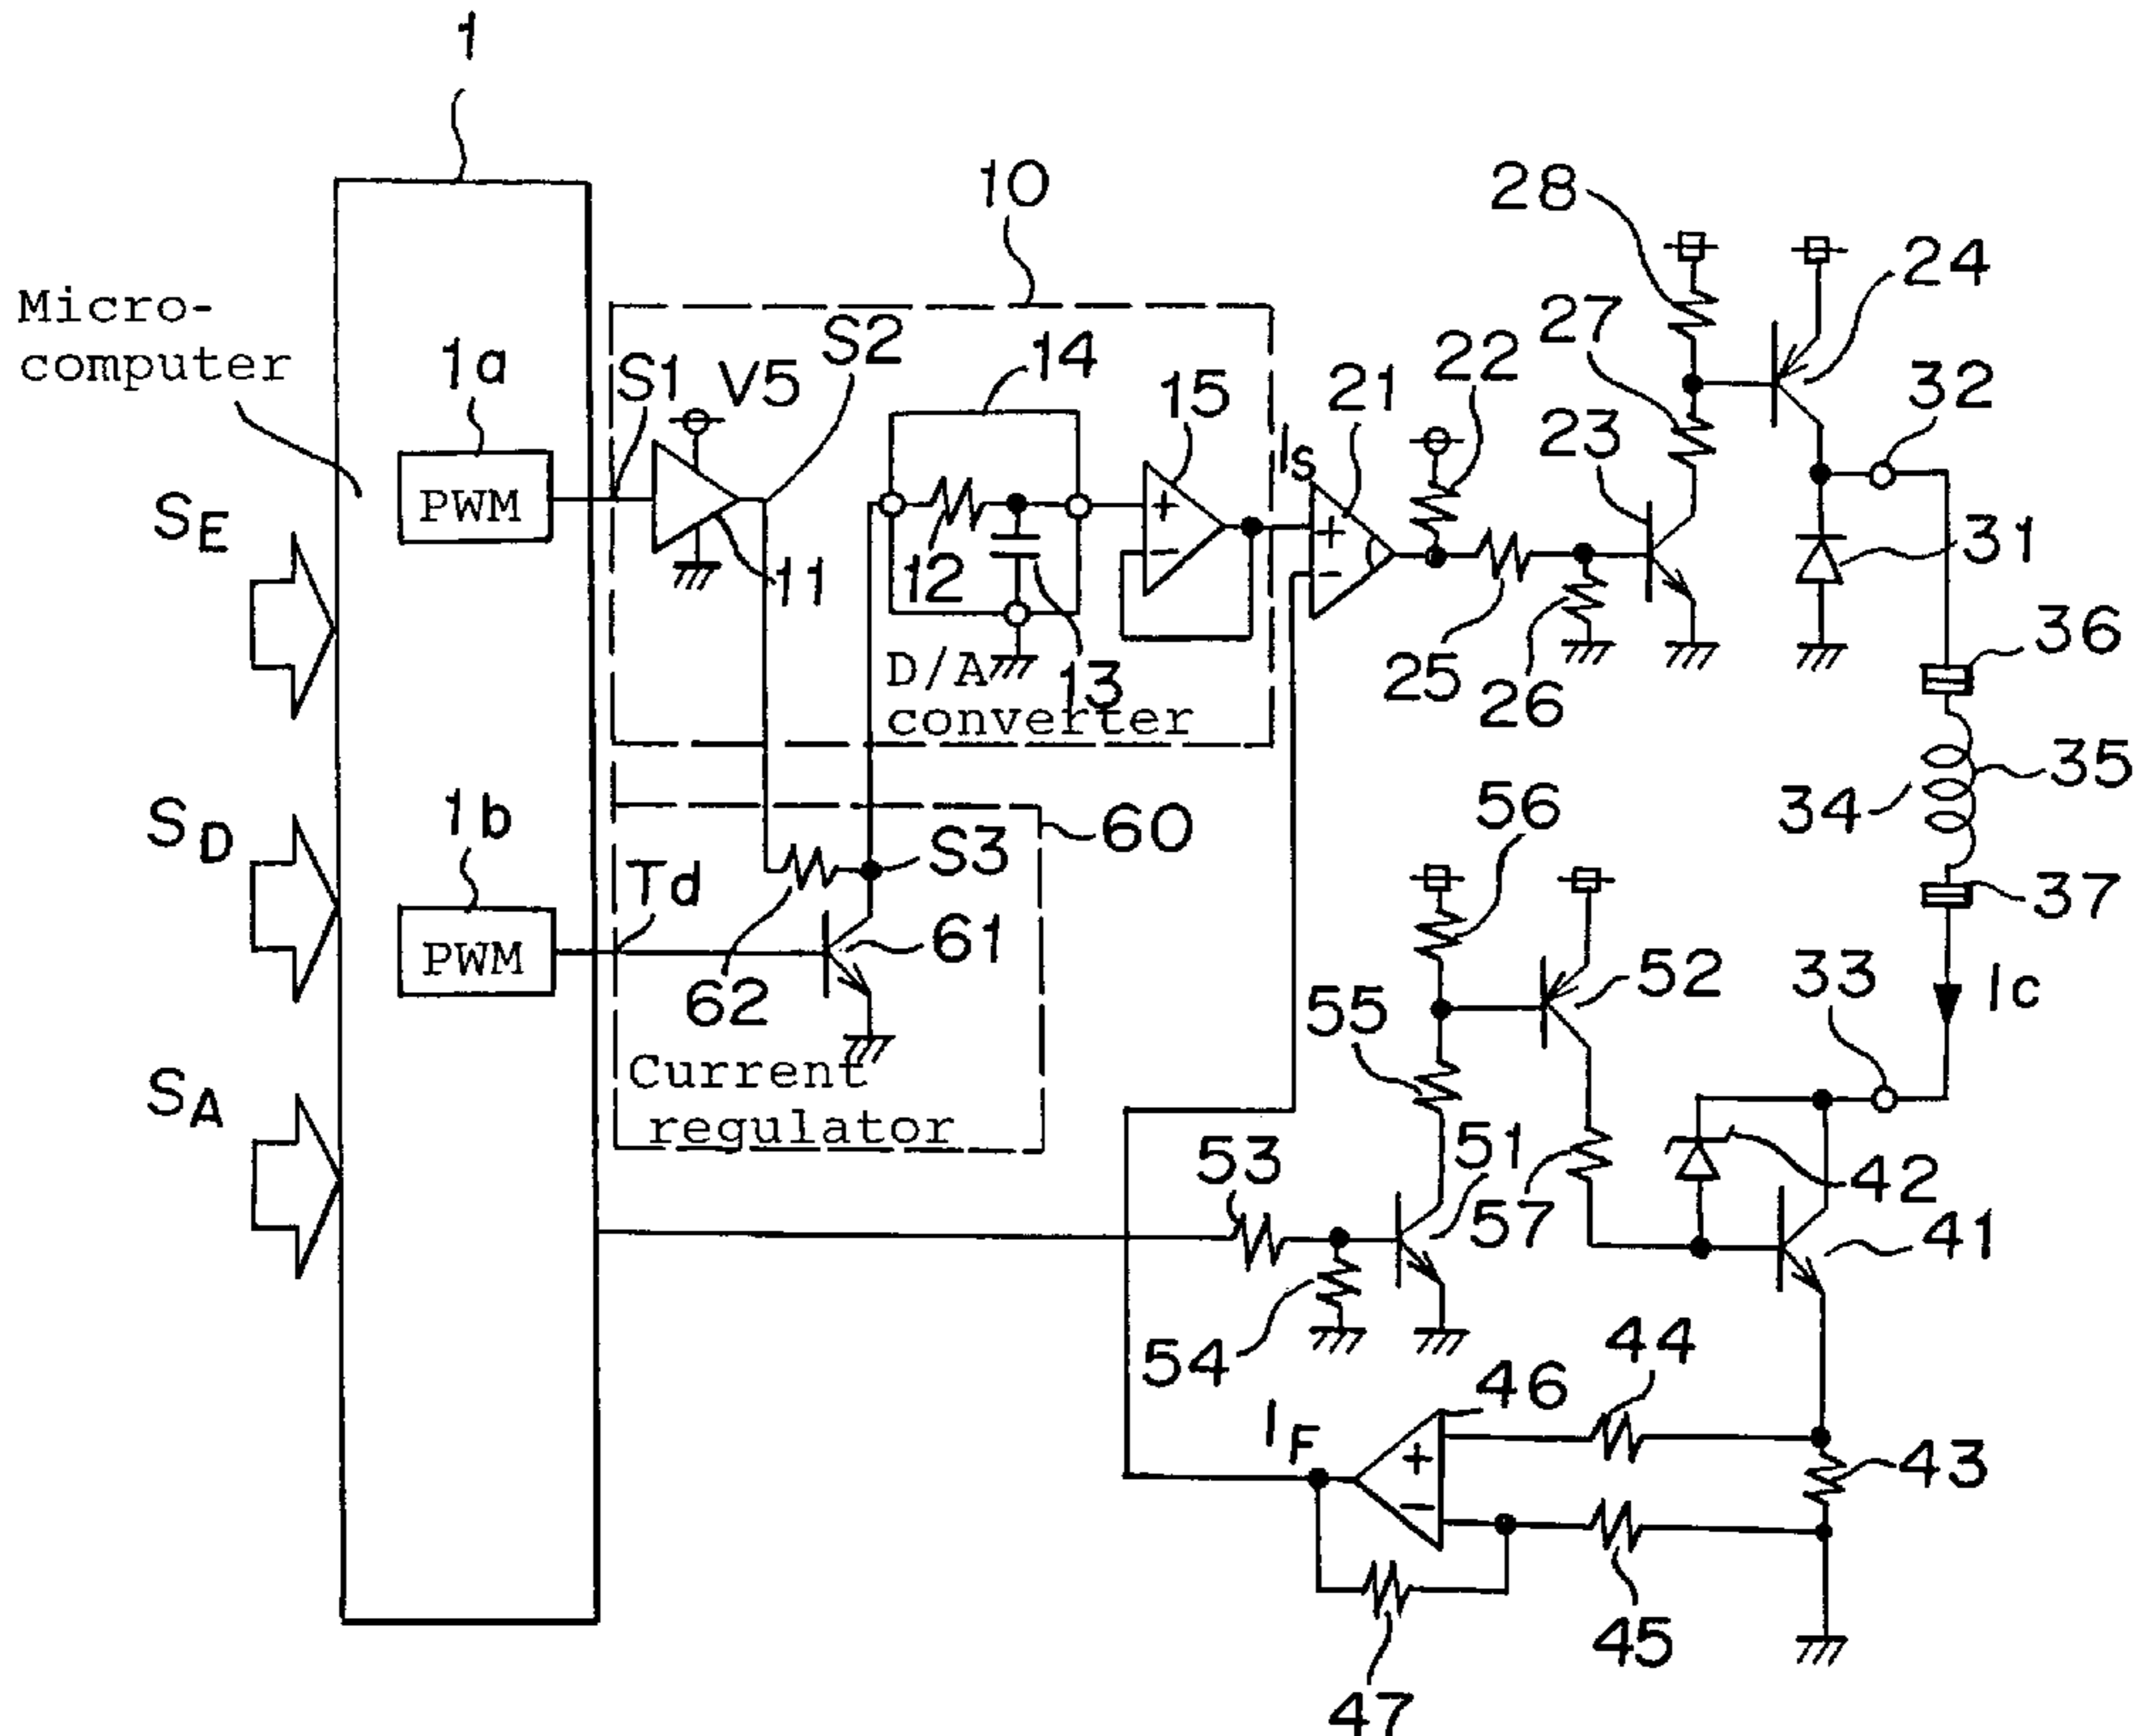 1
10
28
24
Micro-
computer
1a
S1
V5
S2
14
15
IS
21
22
27
23
32
PWM
SE
11
12
13
D/A
converter
25
26
31
36
35
34
37
SD
1b
Td
S3
60
56
PWM
62
61
52
33
Ic
Current
regulator
55
SA
53
51
57
42
41
54
44
46
IF
43
45
47
+
-
+
-
+
-